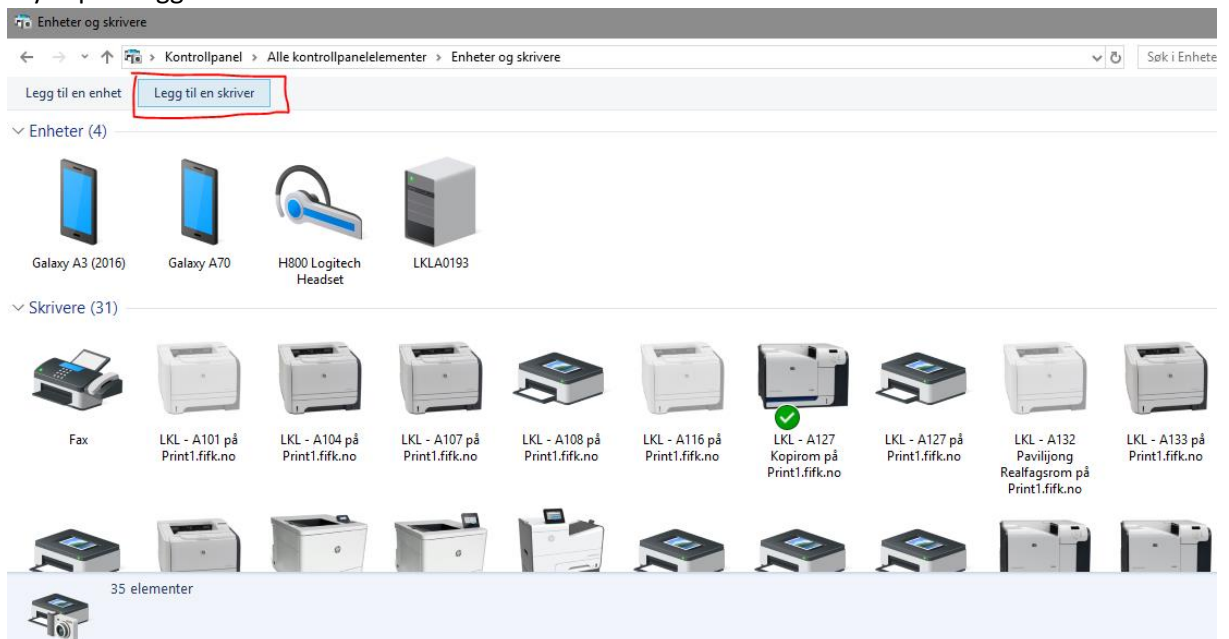 Enheter og skrivere
Kontrollpanel > Alle kontrollpanelelementer > Enheter og skrivere
Søk i Enhete
Legg til en enhet
Legg til en skriver
Enheter (4)
Galaxy A3 (2016)
Galaxy A70
H800 Logitech
Headset
LKLA0193
Skrivere (31)
Fax
LKL - A101 på
Print1.fifk.no
LKL - A104 på
Print1.fifk.no
LKL - A107 på
Print1.fifk.no
LKL - A108 på
Print1.fifk.no
LKL - A116 på
Print1.fifk.no
LKL - A127
Kopirom på
Print1.fifk.no
LKL - A127 på
Print1.fifk.no
LKL - A132
Pavilijong
Realfagsrom på
Print1.fifk.no
LKL - A133 på
Print1.fifk.no
35 elementer